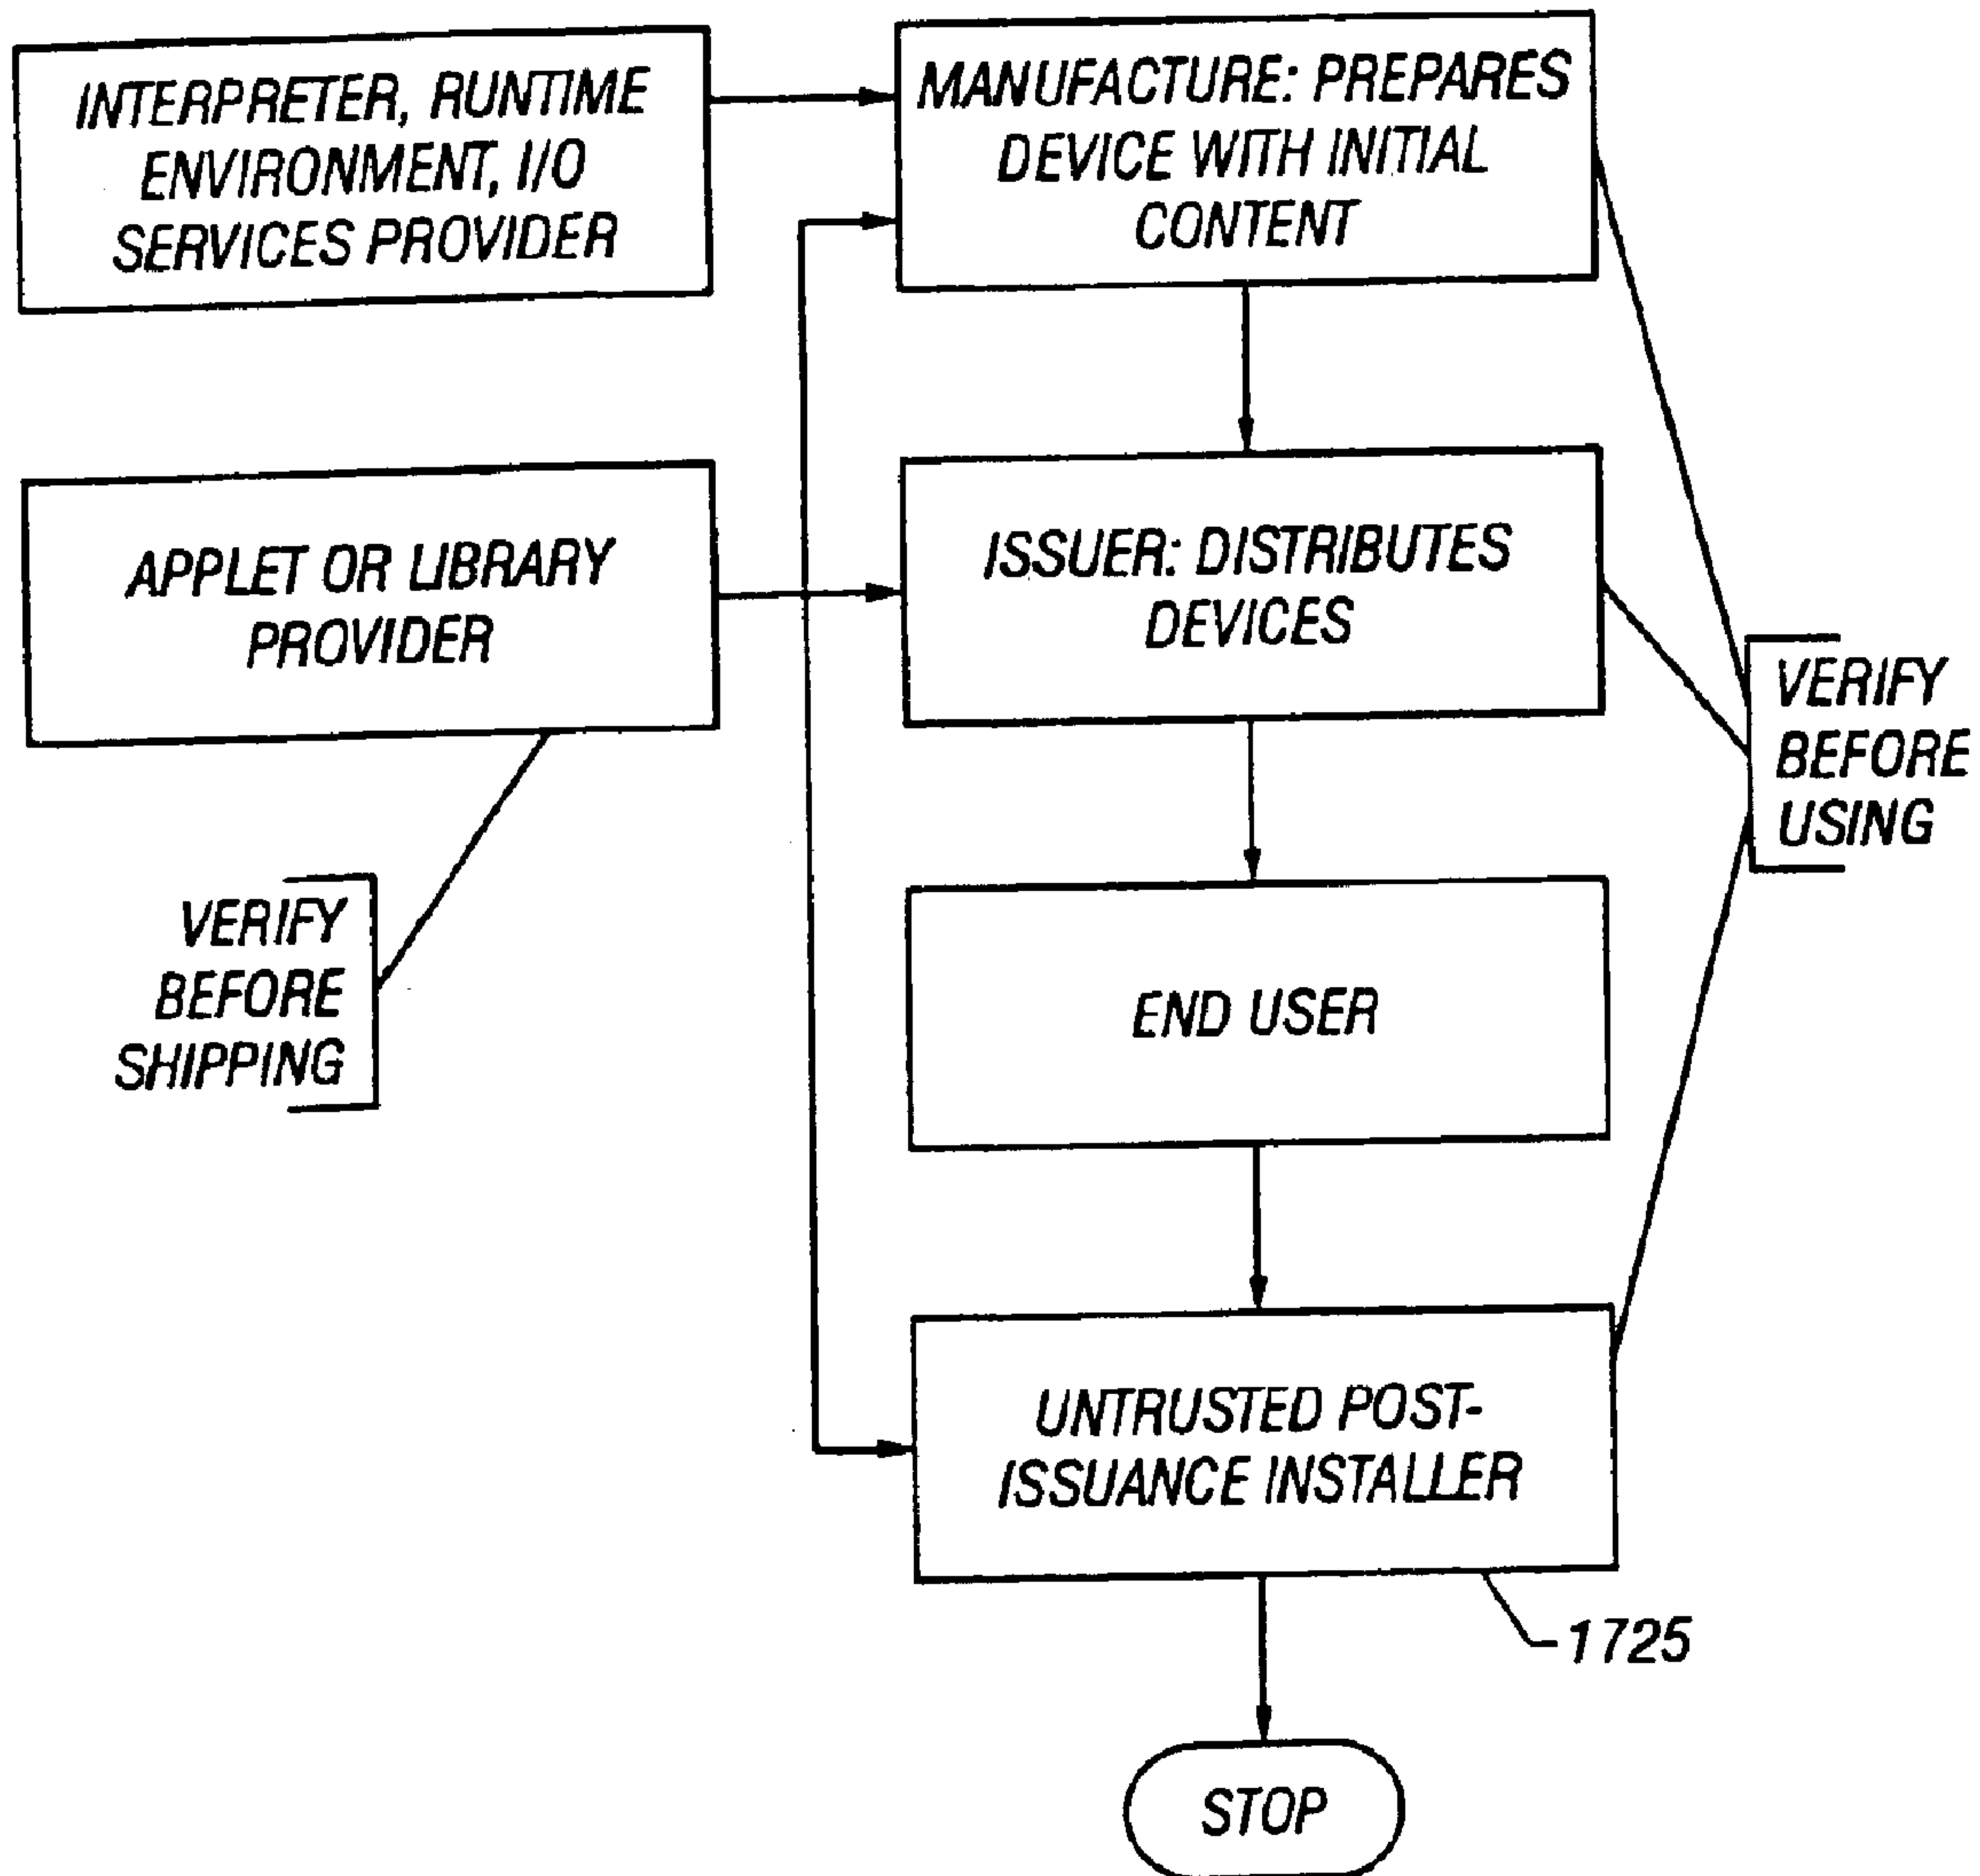 INTERPRETER, RUNTIME
ENVIRONMENT, I/O
SERVICES PROVIDER
MANUFACTURE: PREPARES
DEVICE WITH INITIAL
CONTENT
APPLET OR LIBRARY
PROVIDER
ISSUER: DISTRIBUTES
DEVICES
VERIFY
BEFORE
USING
VERIFY
BEFORE
SHIPPING
END USER
UNTRUSTED POST-
ISSUANCE INSTALLER
1725
STOP